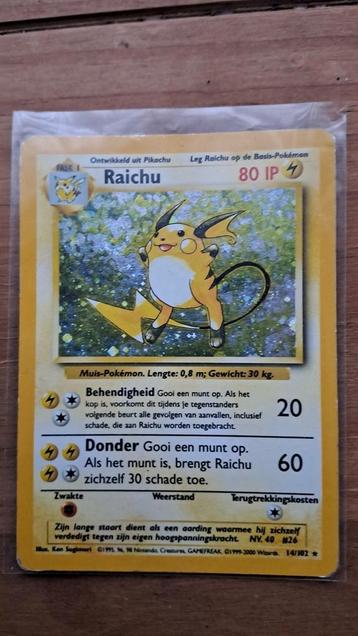 FASE 1
Ontwikkeld uit Pikachu
Leg Raichu op de Basis-Pokémon
Raichu
80 IP
Muis-Pokémon. Lengte: 0,8 m; Gewicht: 30 kg.
Behendigheid Gooi een munt op. Als het
kop is, voorkomt dit tijdens je tegenstanders
volgende beurt alle gevolgen van aanvallen, inclusief
schade, die aan Raichu worden toegebracht.
20
Donder Gooi een munt op.
Als het munt is, brengt Raichu
zichzelf 30 schade toe.
60
Zwakte
Weerstand
Terugtrekkingskosten
Zijn lange staart dient als een aarding waarmee hij zichzelf
verdedigt tegen zijn eigen hoogspanningskracht. NV. 40 #26
Illus. Ken Sugimori ©1995, 96, 98 Nintendo, Creatures, GAMEFREAK. ©1999-2000 Wizards. 14/102 ★